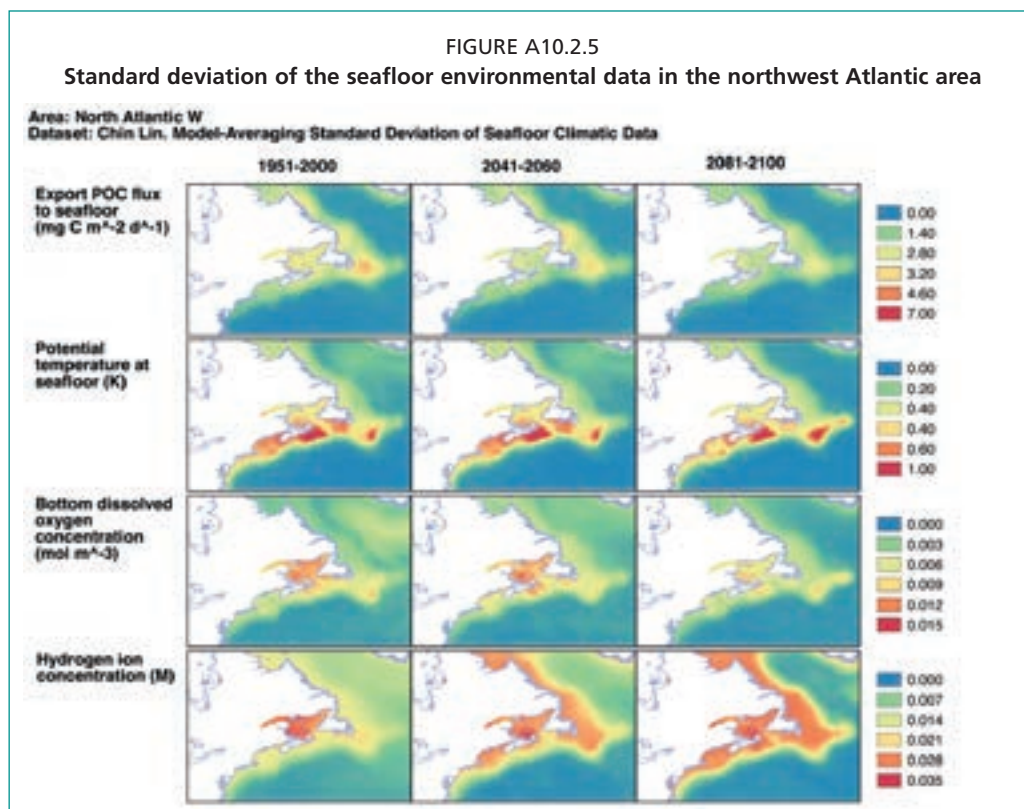 FIGURE A10.2.5
Standard deviation of the seafloor environmental data in the northwest Atlantic area
Area: North Atlantic W
Dataset: Chin Lin. Model-Averaging Standard Deviation of Seafloor Climatic Data
1951-2000 2041-2060 2081-2100
Export POC flux
to seafloor
(mg C m^-2 d^-1)
0.00
1.40
2.80
3.20
4.60
7.00
Potential
temperature at
seafloor (K)
0.00
0.20
0.40
0.40
0.60
1.00
Bottom dissolved
oxygen
concentration
(mol m^-3)
0.000
0.003
0.006
0.009
0.012
0.015
Hydrogen ion
concentration (M)
0.000
0.007
0.014
0.021
0.028
0.035